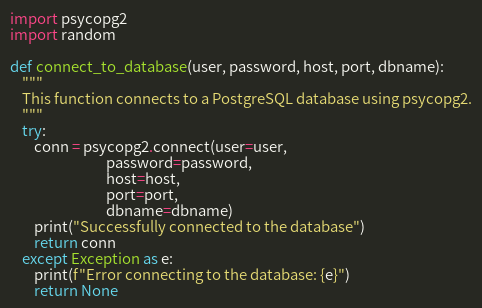 import psycopg2
import random

def connect_to_database(user, password, host, port, dbname):
    """
    This function connects to a PostgreSQL database using psycopg2.
    """
    try:
        conn = psycopg2.connect(user=user,
                                password=password,
                                host=host,
                                port=port,
                                dbname=dbname)
        print("Successfully connected to the database")
        return conn
    except Exception as e:
        print(f"Error connecting to the database: {e}")
        return None